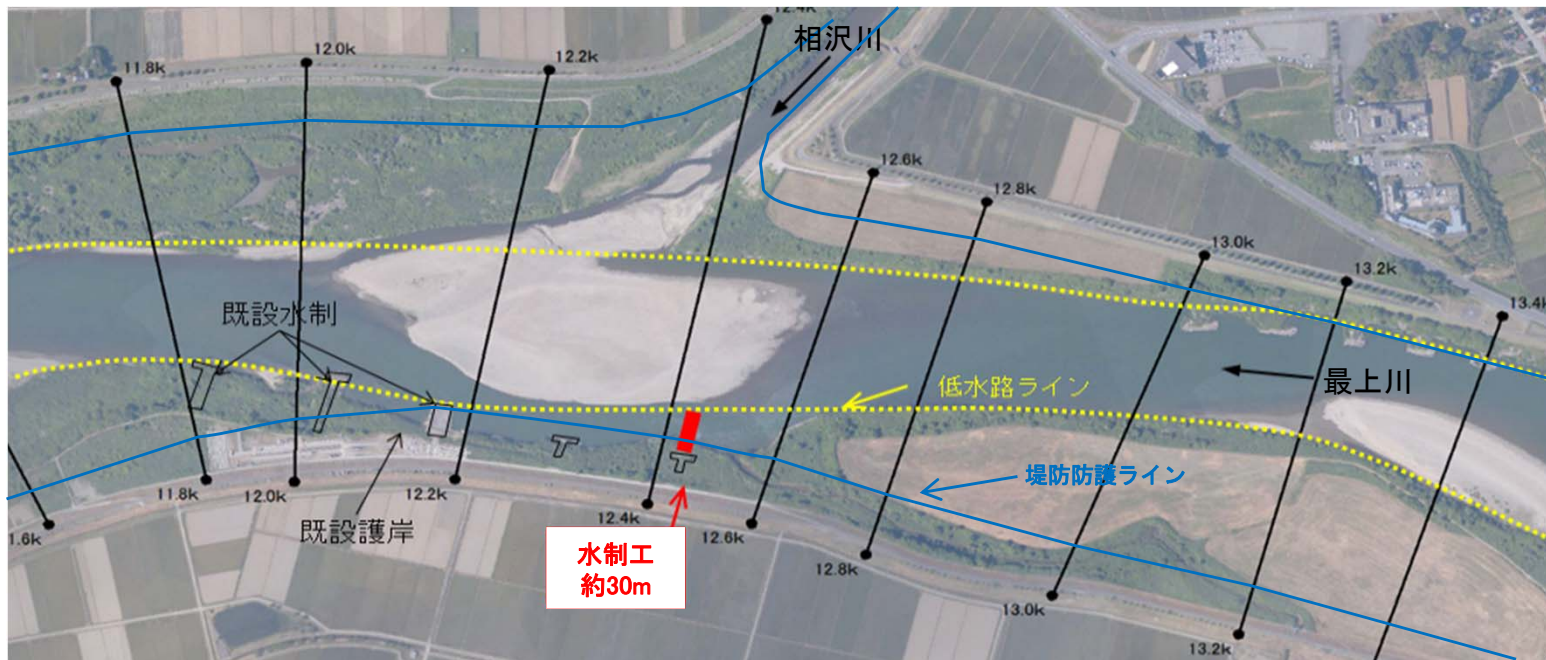 12.4k
相沢川
12.0k
11.8k
12.2k
12.6k
12.8k
13.0k
13.2k
13.4k
既設水制
低水路ライン
最上川
堤防防護ライン
11.8k
12.0k
12.2k
12.4k
1.6k
既設護岸
12.6k
水制工
約30m
12.8k
13.0k
13.2k